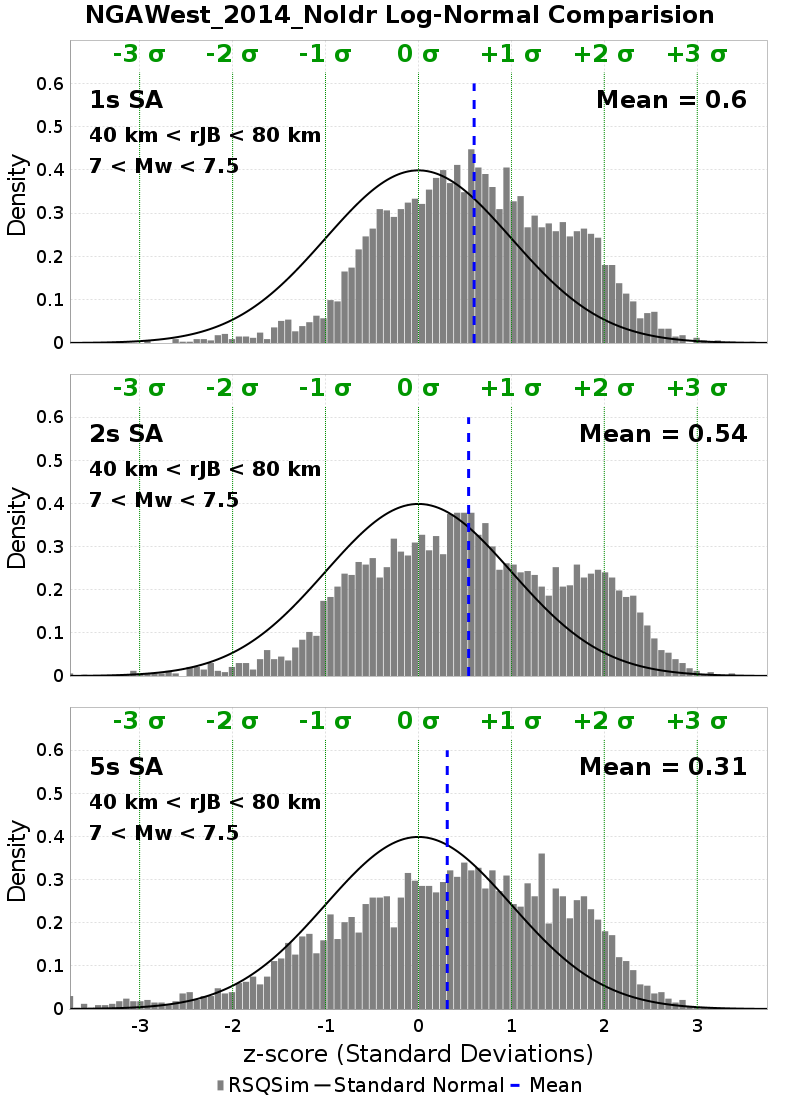 NGAWest_2014_NoIdr Log-Normal Comparision
-3 σ -2 σ -1 σ 0 σ +1 σ +2 σ +3 σ
0.6
1s SA Mean = 0.6
0.5
40 km < rJB < 80 km
7 < Mw < 7.5
0.4
0.3
0.2
0.1
0
Density
-3 σ -2 σ -1 σ 0 σ +1 σ +2 σ +3 σ
0.6
2s SA Mean = 0.54
0.5
40 km < rJB < 80 km
7 < Mw < 7.5
0.4
0.3
0.2
0.1
0
Density
-3 σ -2 σ -1 σ 0 σ +1 σ +2 σ +3 σ
0.6
5s SA Mean = 0.31
0.5
40 km < rJB < 80 km
7 < Mw < 7.5
0.4
0.3
0.2
0.1
0
Density
-3 -2 -1 0 1 2 3
z-score (Standard Deviations)
RSQSim Standard Normal Mean